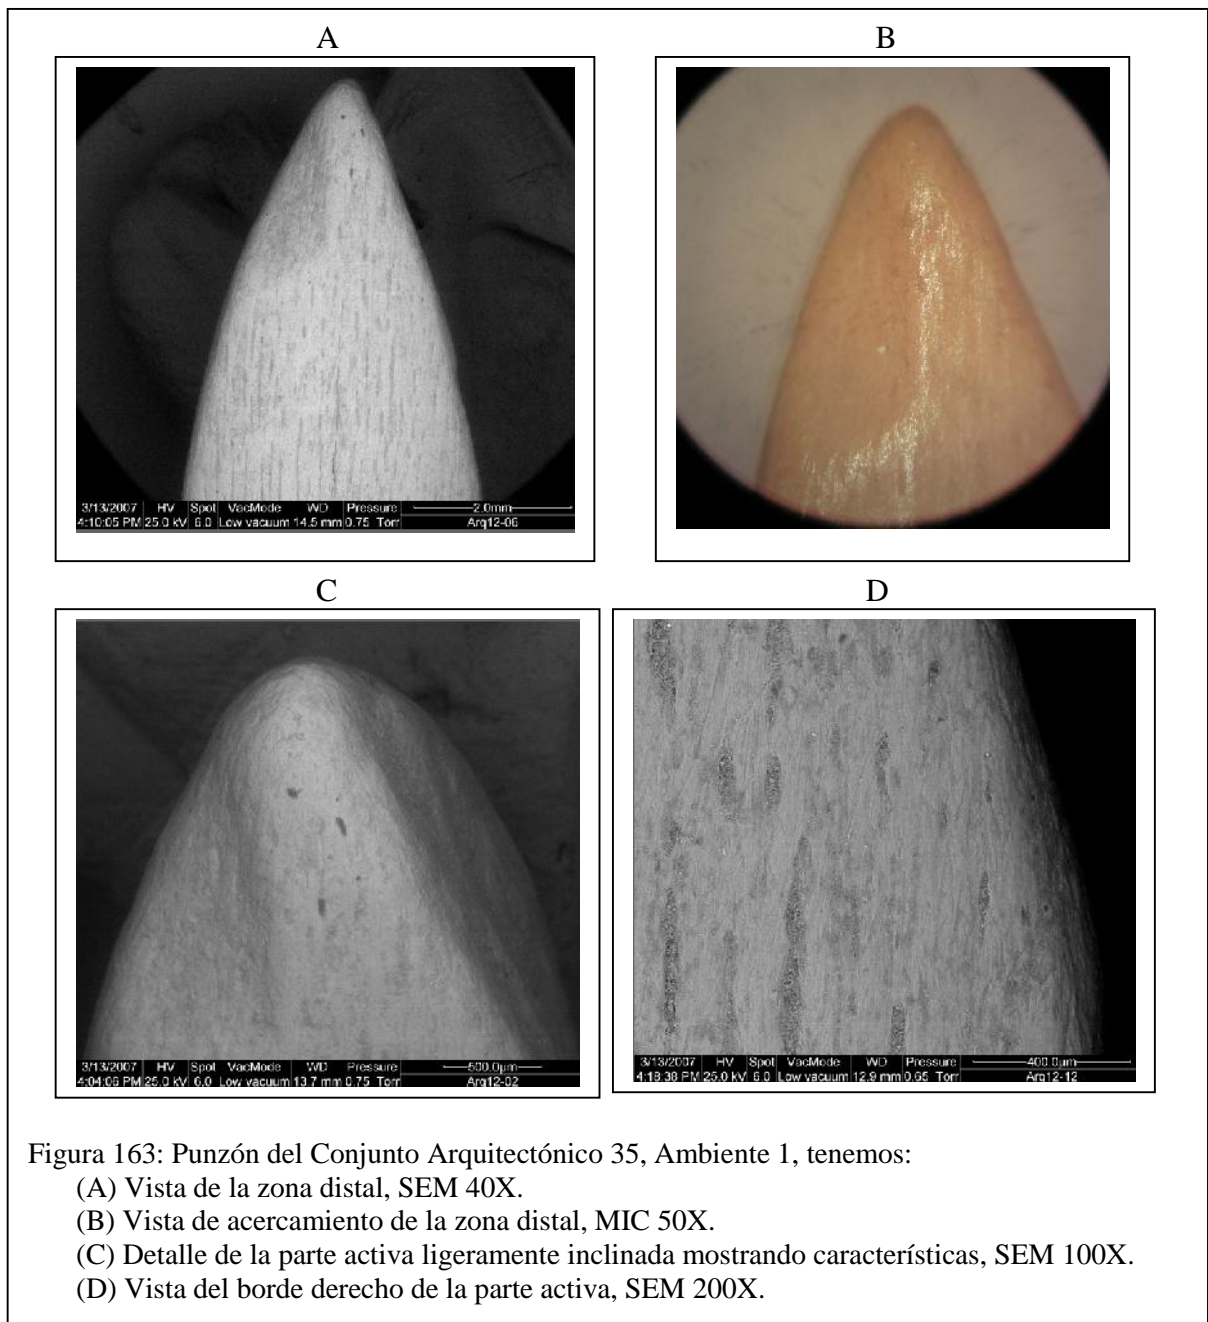 A
B
3/13/2007 HV Spot VacMode WD Pressure 2.0mm
4:10:05 PM 25.0 kV 6.0 Low vacuum 14.5 mm 0.75 Torr Arq12-06
C
D
3/13/2007 HV Spot VacMode WD Pressure 500.0µm
4:04:06 PM 25.0 kV 6.0 Low vacuum 13.7 mm 0.75 Torr Arq12-02
3/13/2007 HV Spot VacMode WD Pressure 400.0µm
4:18:38 PM 25.0 kV 6.0 Low vacuum 12.9 mm 0.65 Torr Arq12-12
Figura 163: Punzón del Conjunto Arquitectónico 35, Ambiente 1, tenemos:
(A) Vista de la zona distal, SEM 40X.
(B) Vista de acercamiento de la zona distal, MIC 50X.
(C) Detalle de la parte activa ligeramente inclinada mostrando características, SEM 100X.
(D) Vista del borde derecho de la parte activa, SEM 200X.